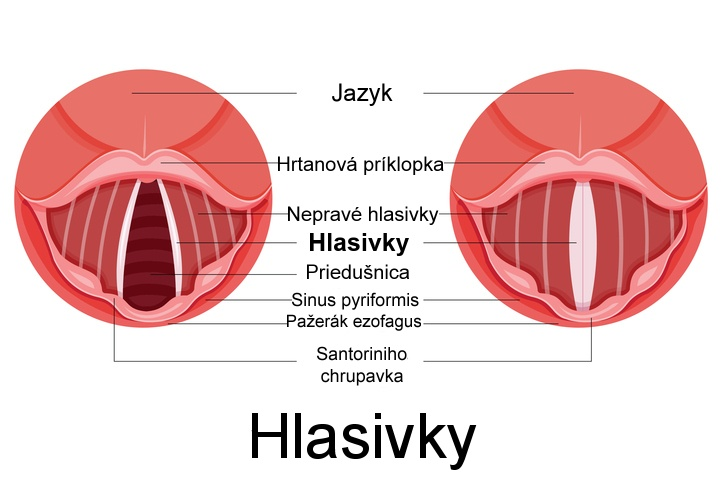 Jazyk
Hrtanová príklopka
Nepravé hlasivky
Hlasivky
Priedušnica
Sinus pyriformis
Pažerák ezofagus
Santoriniho
chrupavka
Hlasivky